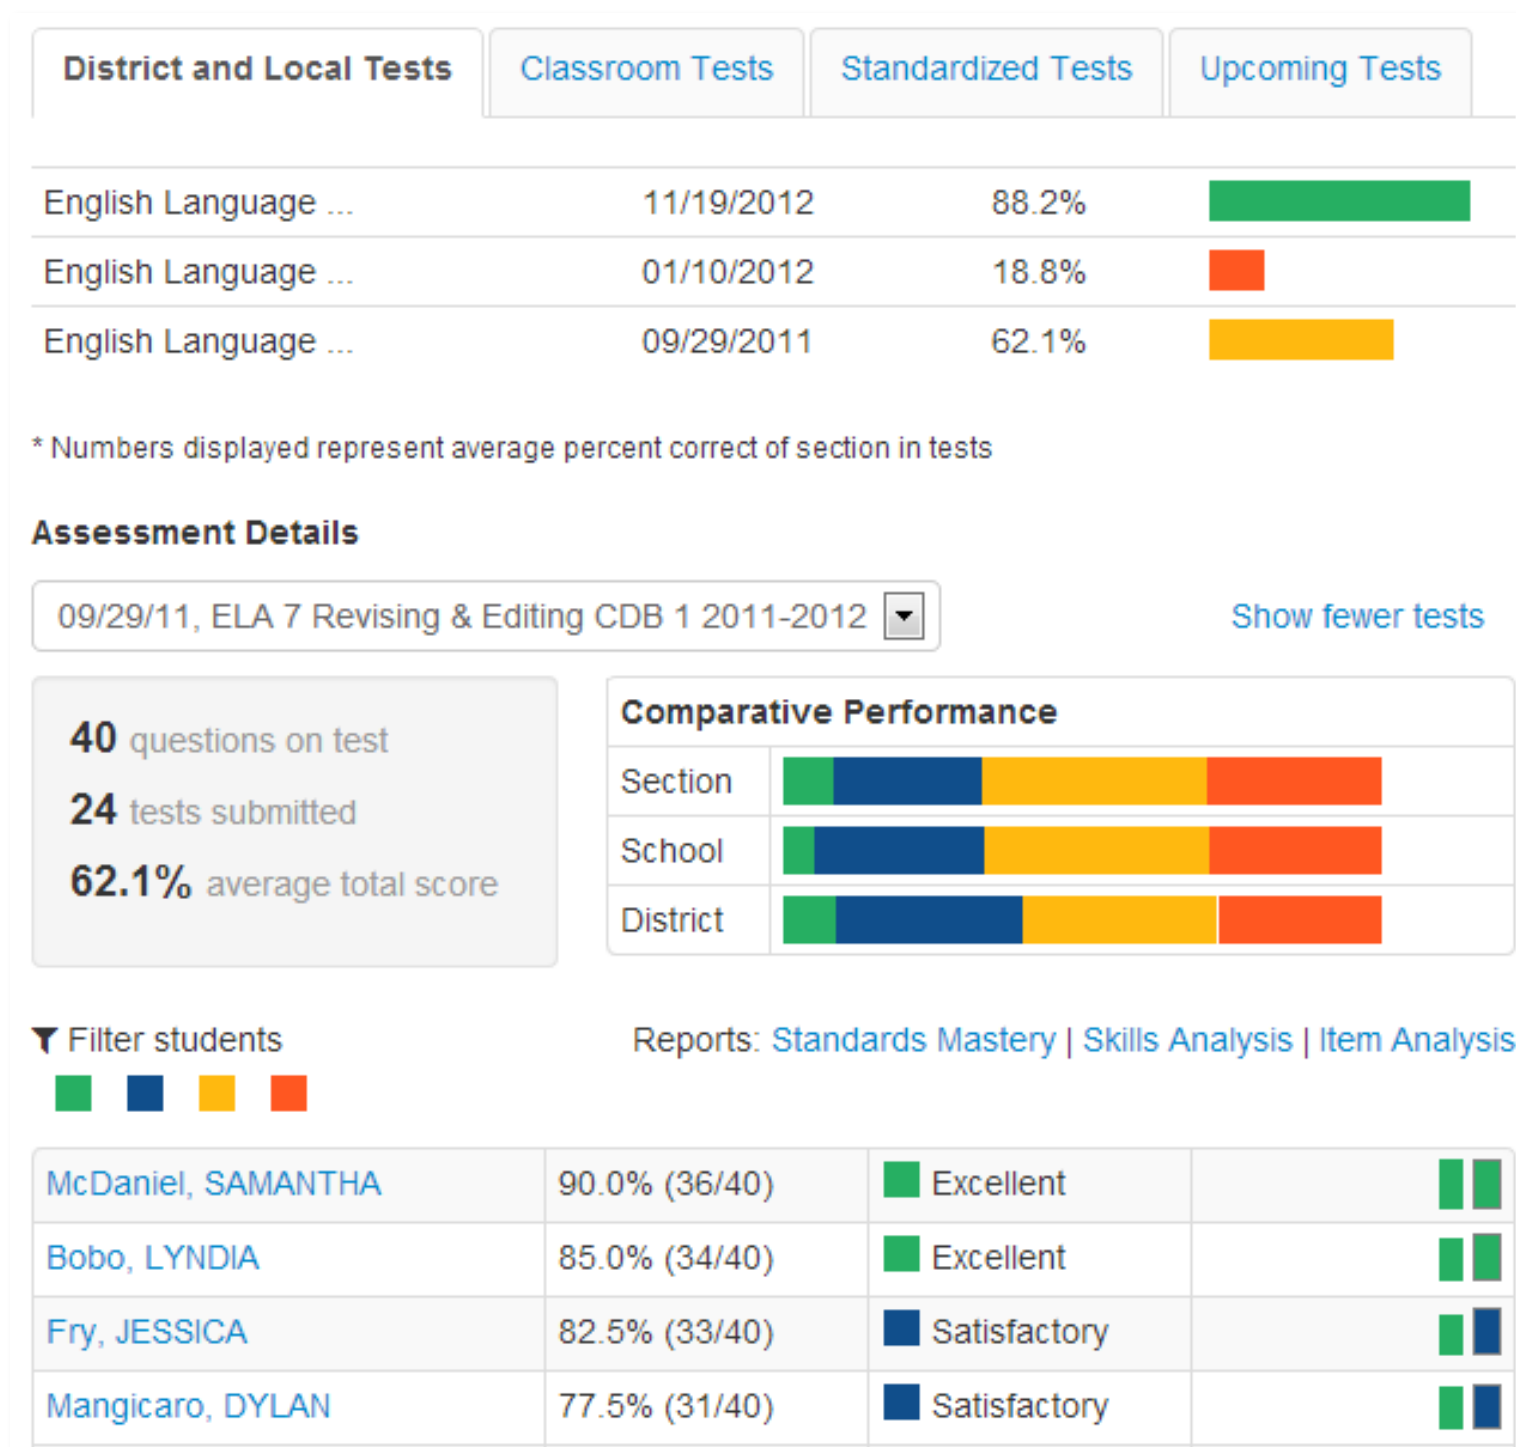 District and Local Tests Classroom Tests Standardized Tests Upcoming Tests
English Language ... 11/19/2012 88.2%
English Language ... 01/10/2012 18.8%
English Language ... 09/29/2011 62.1%
* Numbers displayed represent average percent correct of section in tests
Assessment Details
09/29/11, ELA 7 Revising & Editing CDB 1 2011-2012 Show fewer tests
40 questions on test
24 tests submitted
62.1% average total score
Comparative Performance
Section
School
District
Filter students Reports: Standards Mastery | Skills Analysis | Item Analysis
McDaniel, SAMANTHA 90.0% (36/40) Excellent
Bobo, LYNDIA 85.0% (34/40) Excellent
Fry, JESSICA 82.5% (33/40) Satisfactory
Mangicaro, DYLAN 77.5% (31/40) Satisfactory